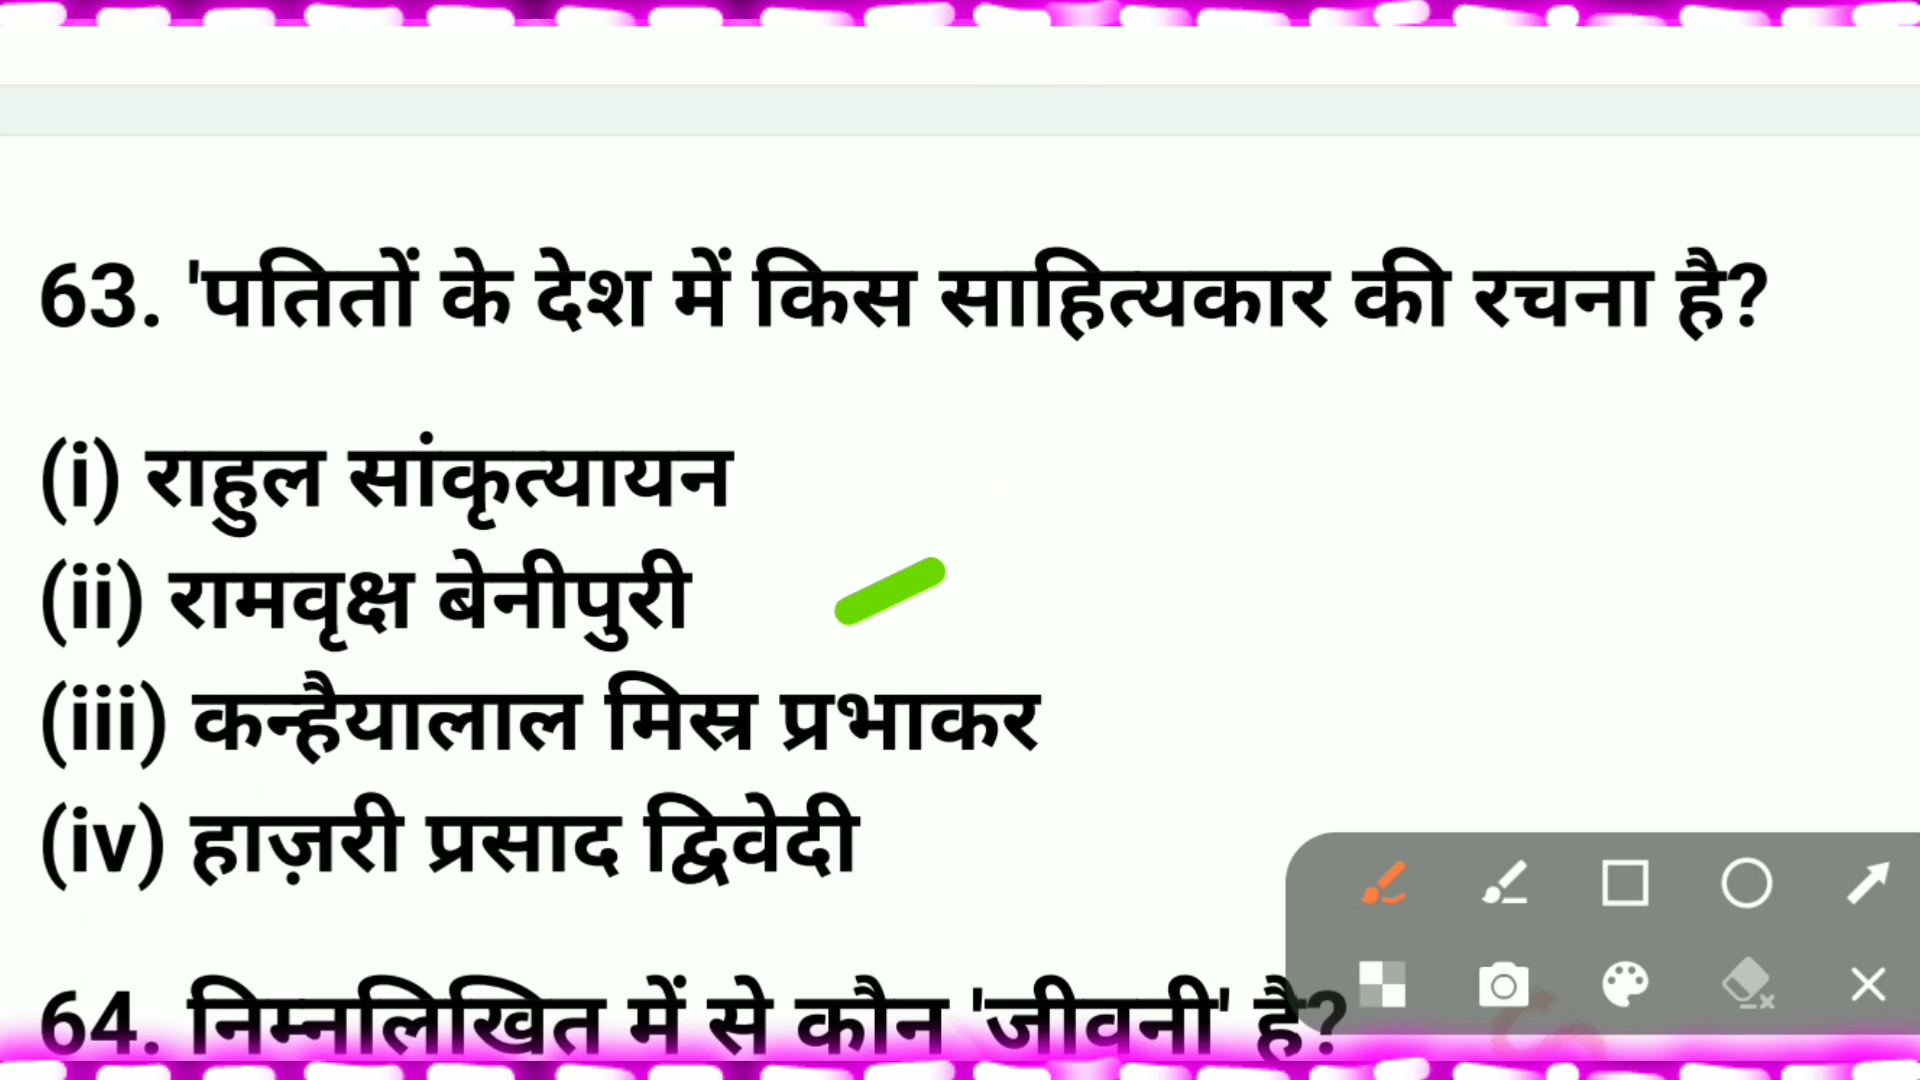 63. 'पतितों के देश में किस साहित्यकार की रचना है?
(i) राहुल सांकृत्यायन
(ii) रामवृक्ष बेनीपुरी
(iii) कन्हैयालाल मिस्र प्रभाकर
(iv) हाज़री प्रसाद द्विवेदी
64. निम्नलिखित में से कौन 'जीवनी' है?